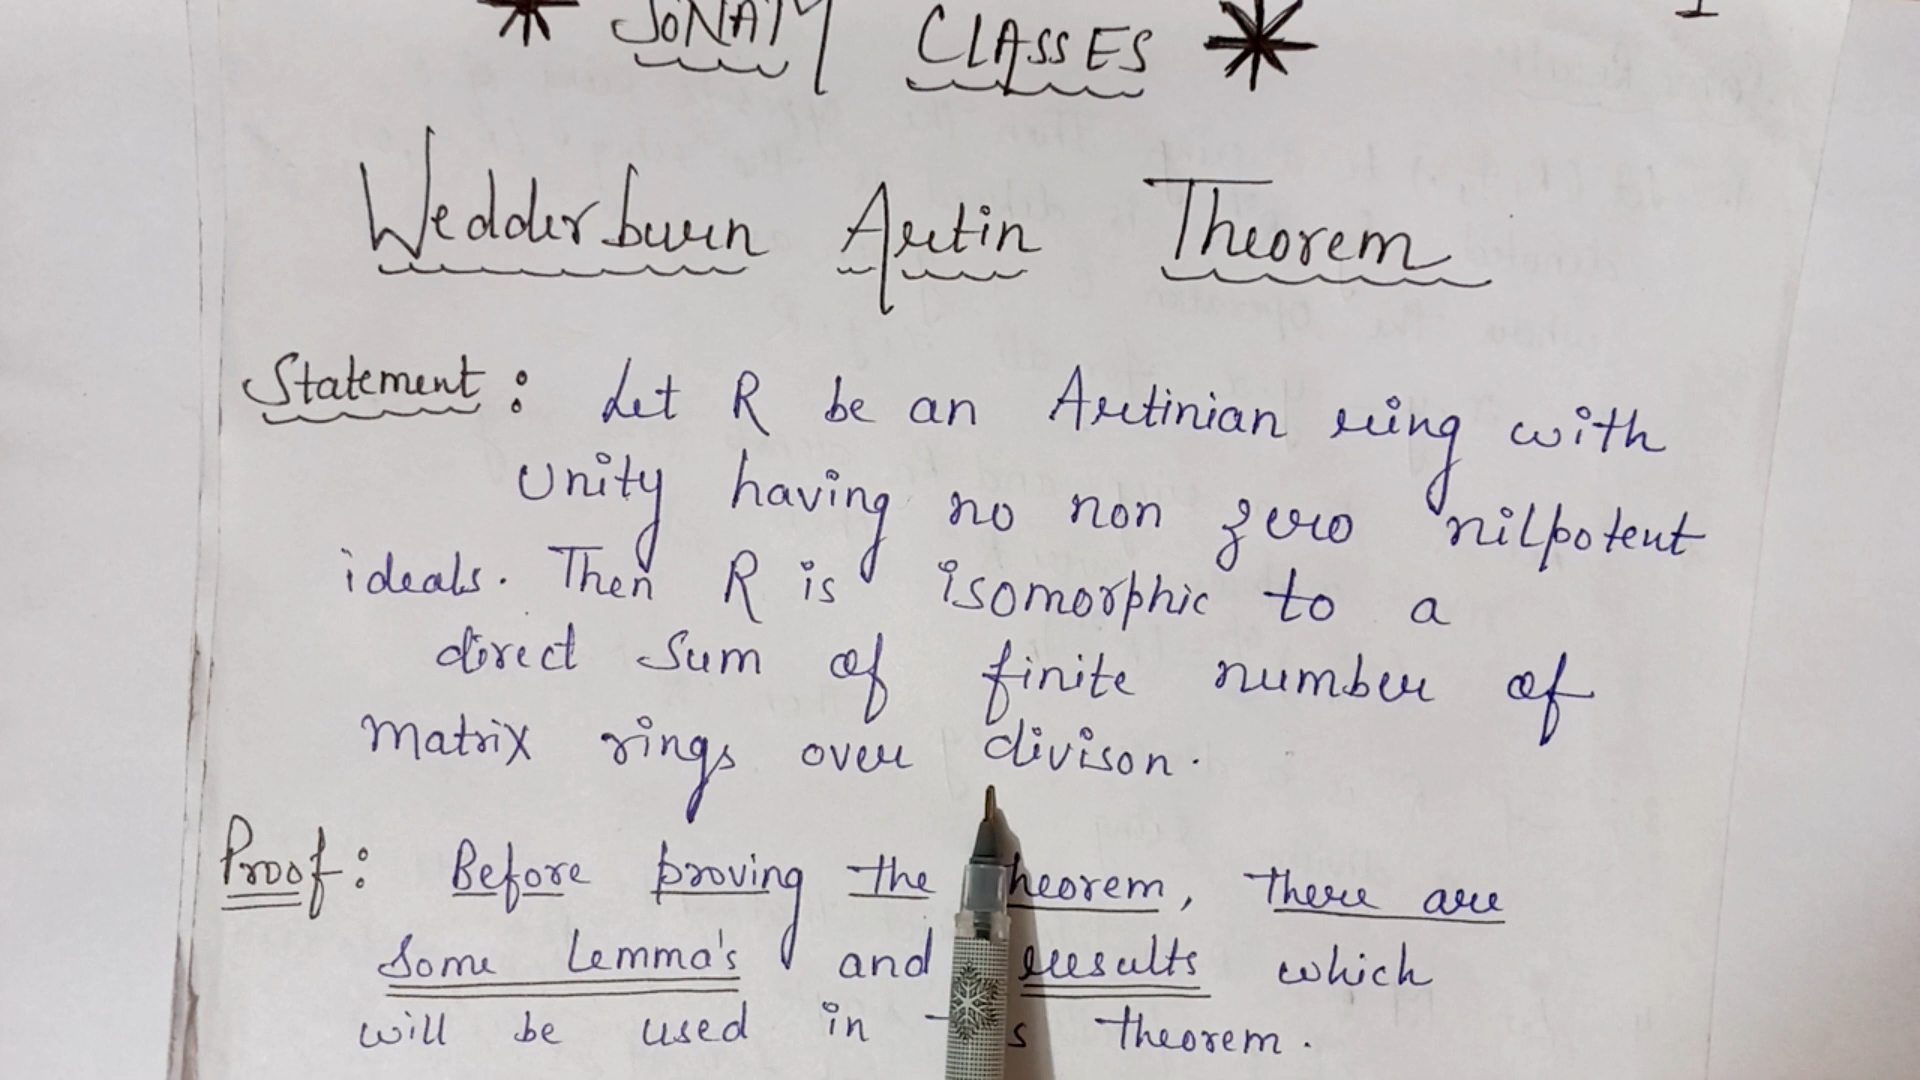 CLASSES
Wedderburn Artin Theorem
Statement: Let R be an Artinian ring with
Unity having no non zero nilpotent
ideals. Then R is isomorphic to a
direct sum of finite number of
matrix rings over divison.
Proof: Before proving the theorem, there are
Some Lemma's and results which
will be used in theorem.